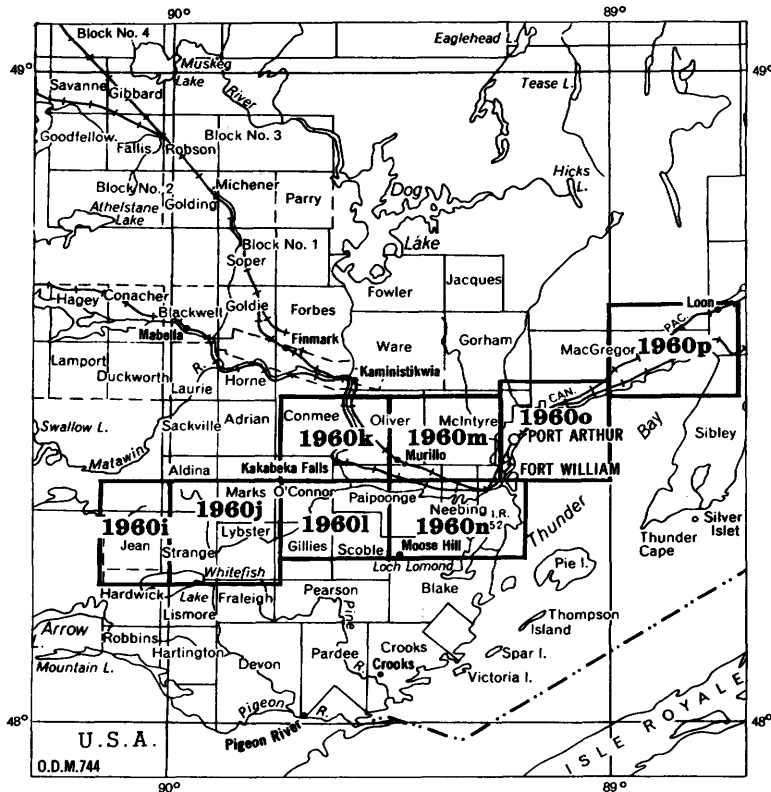 90° 89°
Block No. 4
Eaglehead L.
49° 49°
Muskeg
Lake
River
Savanne
Gibbard
Tease L.
Goodfellow
Fallis
Robson
Block No. 3
Block No. 2
Michener
Parry
Hicks
L.
Athelstane
Lake
Golding
Dog
Lake
Block No. 1
Soper
Jacques
Fowler
Hagey
Conacher
Blackwell
Goldie
Forbes
Loon
Mabella
Finmark
Ware
Gorham
PAC.
MacGregor
1960p
Lamport
Duckworth
Laurie
R.
Horne
Kaministikwia
CAN.
Swallow L.
Sackville
Adrian
Conmee
Oliver
McIntyre
1960o
1960k
1960m
PORT ARTHUR
Bay
Sibley
Matawin
Murillo
Aldina
Kakabeka Falls
FORT WILLIAM
Marks
O'Connor
Paipoonge
1960j
1960i
Jean
Lybster
Strange
1960l
Gillies
Scoble
Neebing
I.R.
52
1960n
Moose Hill
Loch Lomond
Thunder
Silver
Islet
Thunder
Cape
Pie I.
Whitefish
Lake
Hardwick
Fraleigh
Lismore
Pearson
Blake
Arrow
Robbins
Hartington
Mountain L.
Devon
Pine
R.
Pardee
Crooks
Crooks
Thompson
Island
Spar I.
Victoria I.
Pigeon
R.
48° 48°
Pigeon River
U.S.A.
ISLE ROYALE
O.D.M.744
90° 89°